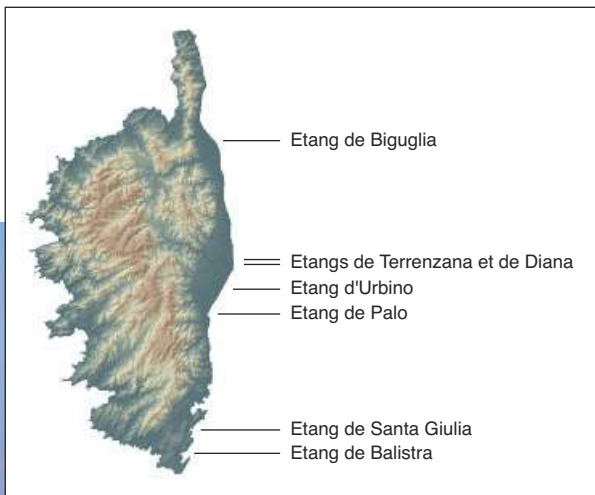 Etang de Biguglia
Etangs de Terrenzana et de Diana
Etang d'Urbino
Etang de Palo
Etang de Santa Giulia
Etang de Balistra